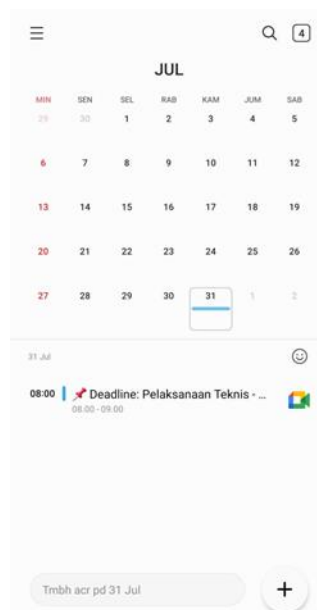 4
JUL
MIN SEN SEL RAB KAM JUM SAB
29 30 1 2 3 4 5
6 7 8 9 10 11 12
13 14 15 16 17 18 19
20 21 22 23 24 25 26
27 28 29 30 31 1 2
31 Jul
08:00 📌 Deadline: Pelaksanaan Teknis - ...
08.00 - 09.00
Tmbh acr pd 31 Jul
+